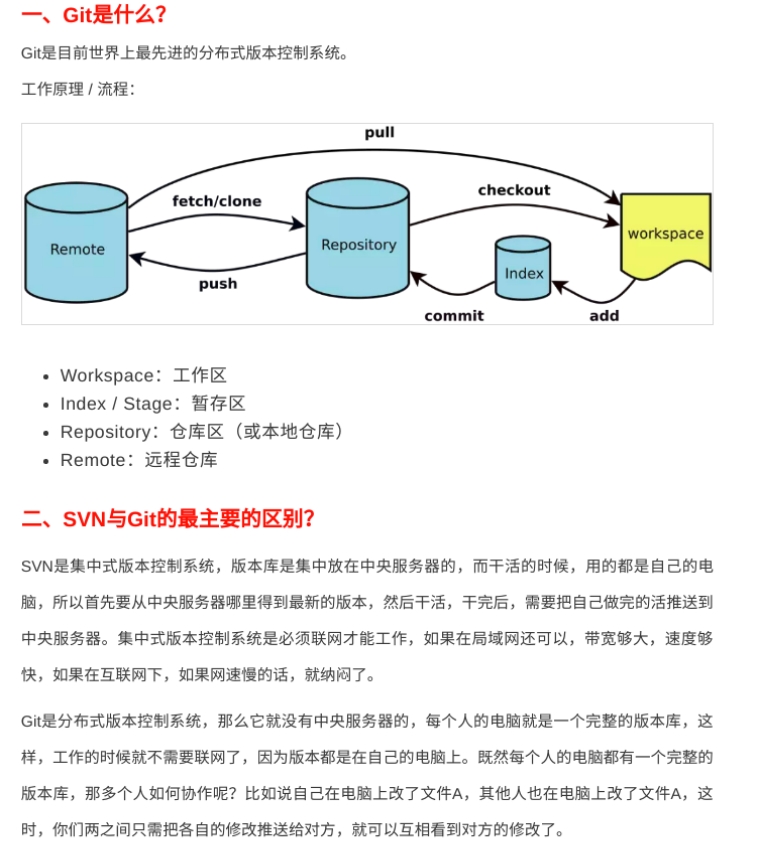 一、Git是什么？
Git是目前世界上最先进的分布式版本控制系统。
工作原理 / 流程：
pull
fetch/clone
checkout
Remote
Repository
workspace
Index
push
commit
add
• Workspace：工作区
• Index / Stage：暂存区
• Repository：仓库区（或本地仓库）
• Remote：远程仓库
二、SVN与Git的最主要的区别？
SVN是集中式版本控制系统，版本库是集中放在中央服务器的，而干活的时候，用的都是自己的电
脑，所以首先要从中央服务器哪里得到最新的版本，然后干活，干完后，需要把自己做完的活推送到
中央服务器。集中式版本控制系统是必须联网才能工作，如果在局域网还可以，带宽够大，速度够
快，如果在互联网下，如果网速慢的话，就纳闷了。
Git是分布式版本控制系统，那么它就没有中央服务器的，每个人的电脑就是一个完整的版本库，这
样，工作的时候就不需要联网了，因为版本都是在自己的电脑上。既然每个人的电脑都有一个完整的
版本库，那多个人如何协作呢？比如说自己在电脑上改了文件A，其他人也在电脑上改了文件A，这
时，你们两之间只需把各自的修改推送给对方，就可以互相看到对方的修改了。